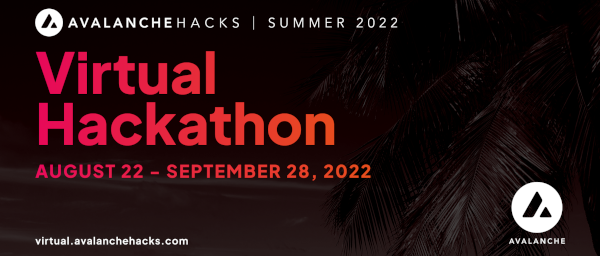 AVALANCHEHACKS | SUMMER 2022
Virtual
Hackathon
AUGUST 22 – SEPTEMBER 28, 2022
virtual.avalanchehacks.com
AVALANCHE